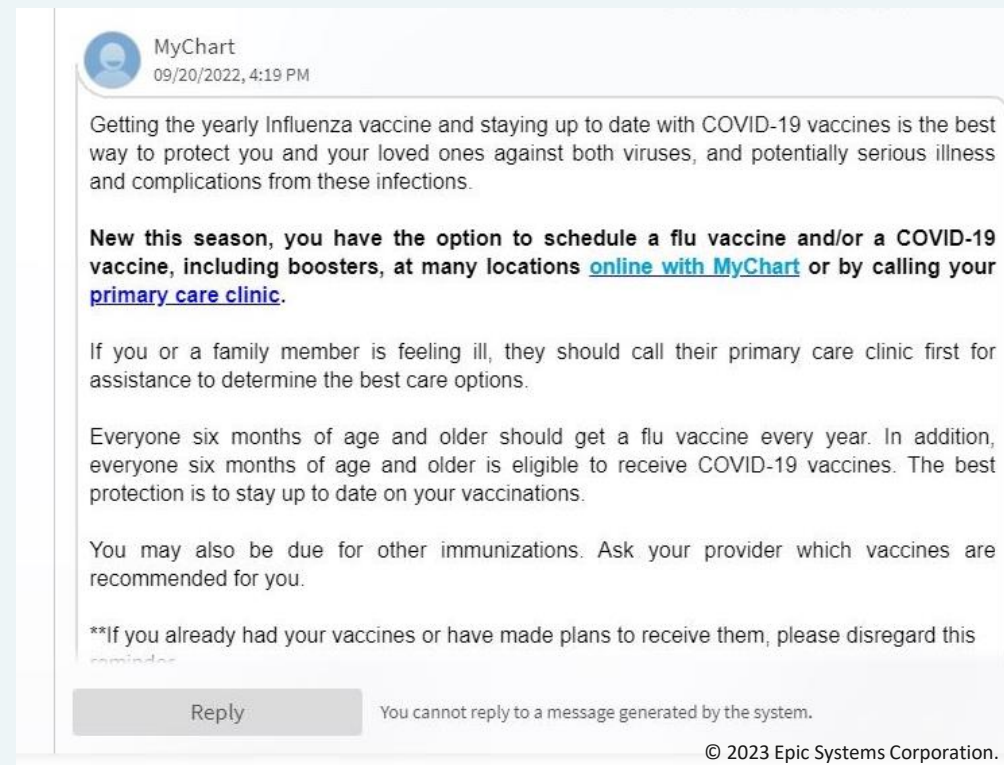 MyChart
09/20/2022, 4:19 PM
Getting the yearly Influenza vaccine and staying up to date with COVID-19 vaccines is the best
way to protect you and your loved ones against both viruses, and potentially serious illness
and complications from these infections.
New this season, you have the option to schedule a flu vaccine and/or a COVID-19
vaccine, including boosters, at many locations online with MyChart or by calling your
primary care clinic.
If you or a family member is feeling ill, they should call their primary care clinic first for
assistance to determine the best care options.
Everyone six months of age and older should get a flu vaccine every year. In addition,
everyone six months of age and older is eligible to receive COVID-19 vaccines. The best
protection is to stay up to date on your vaccinations.
You may also be due for other immunizations. Ask your provider which vaccines are
recommended for you.
**If you already had your vaccines or have made plans to receive them, please disregard this
reminder
Reply
You cannot reply to a message generated by the system.
© 2023 Epic Systems Corporation.